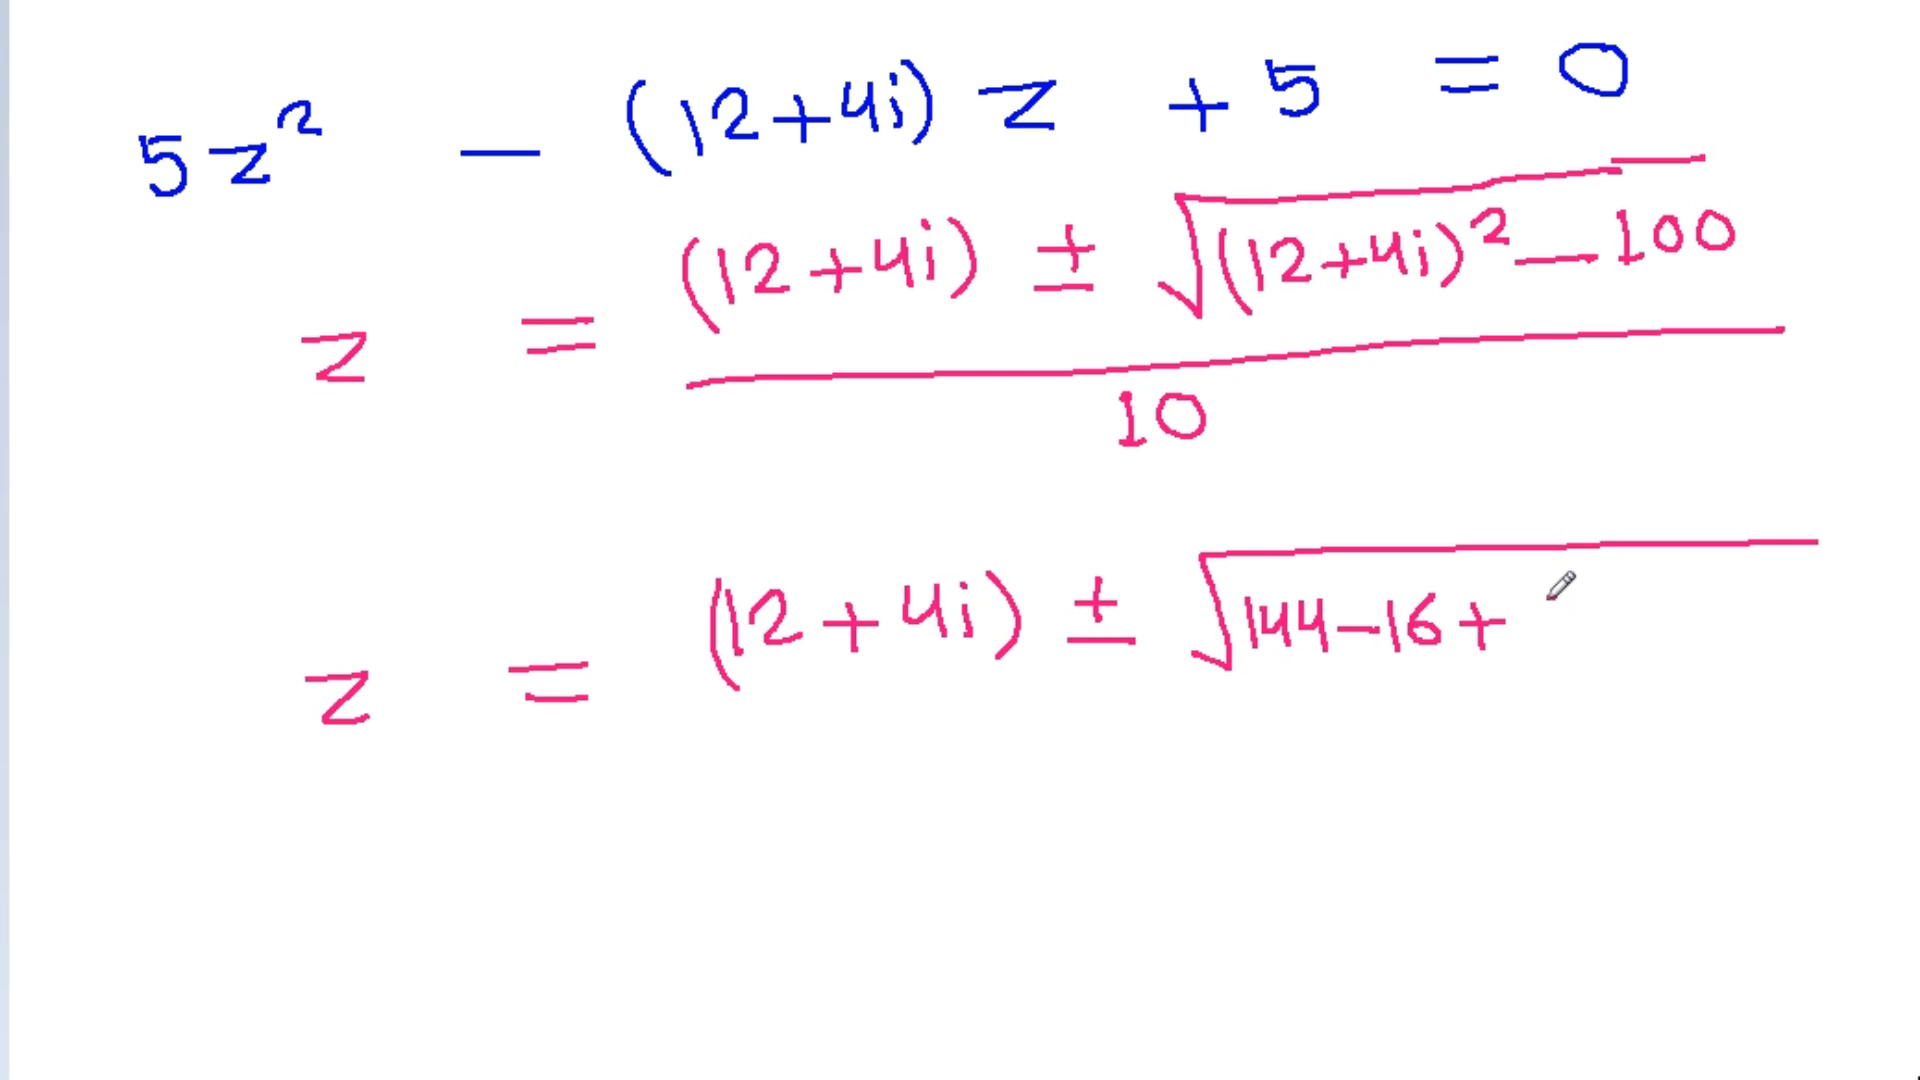 5z² − (12+4i) z + 5 = 0
z = (12+4i) ± √(12+4i)² − 100
10
z = (12+4i) ± √144−16+